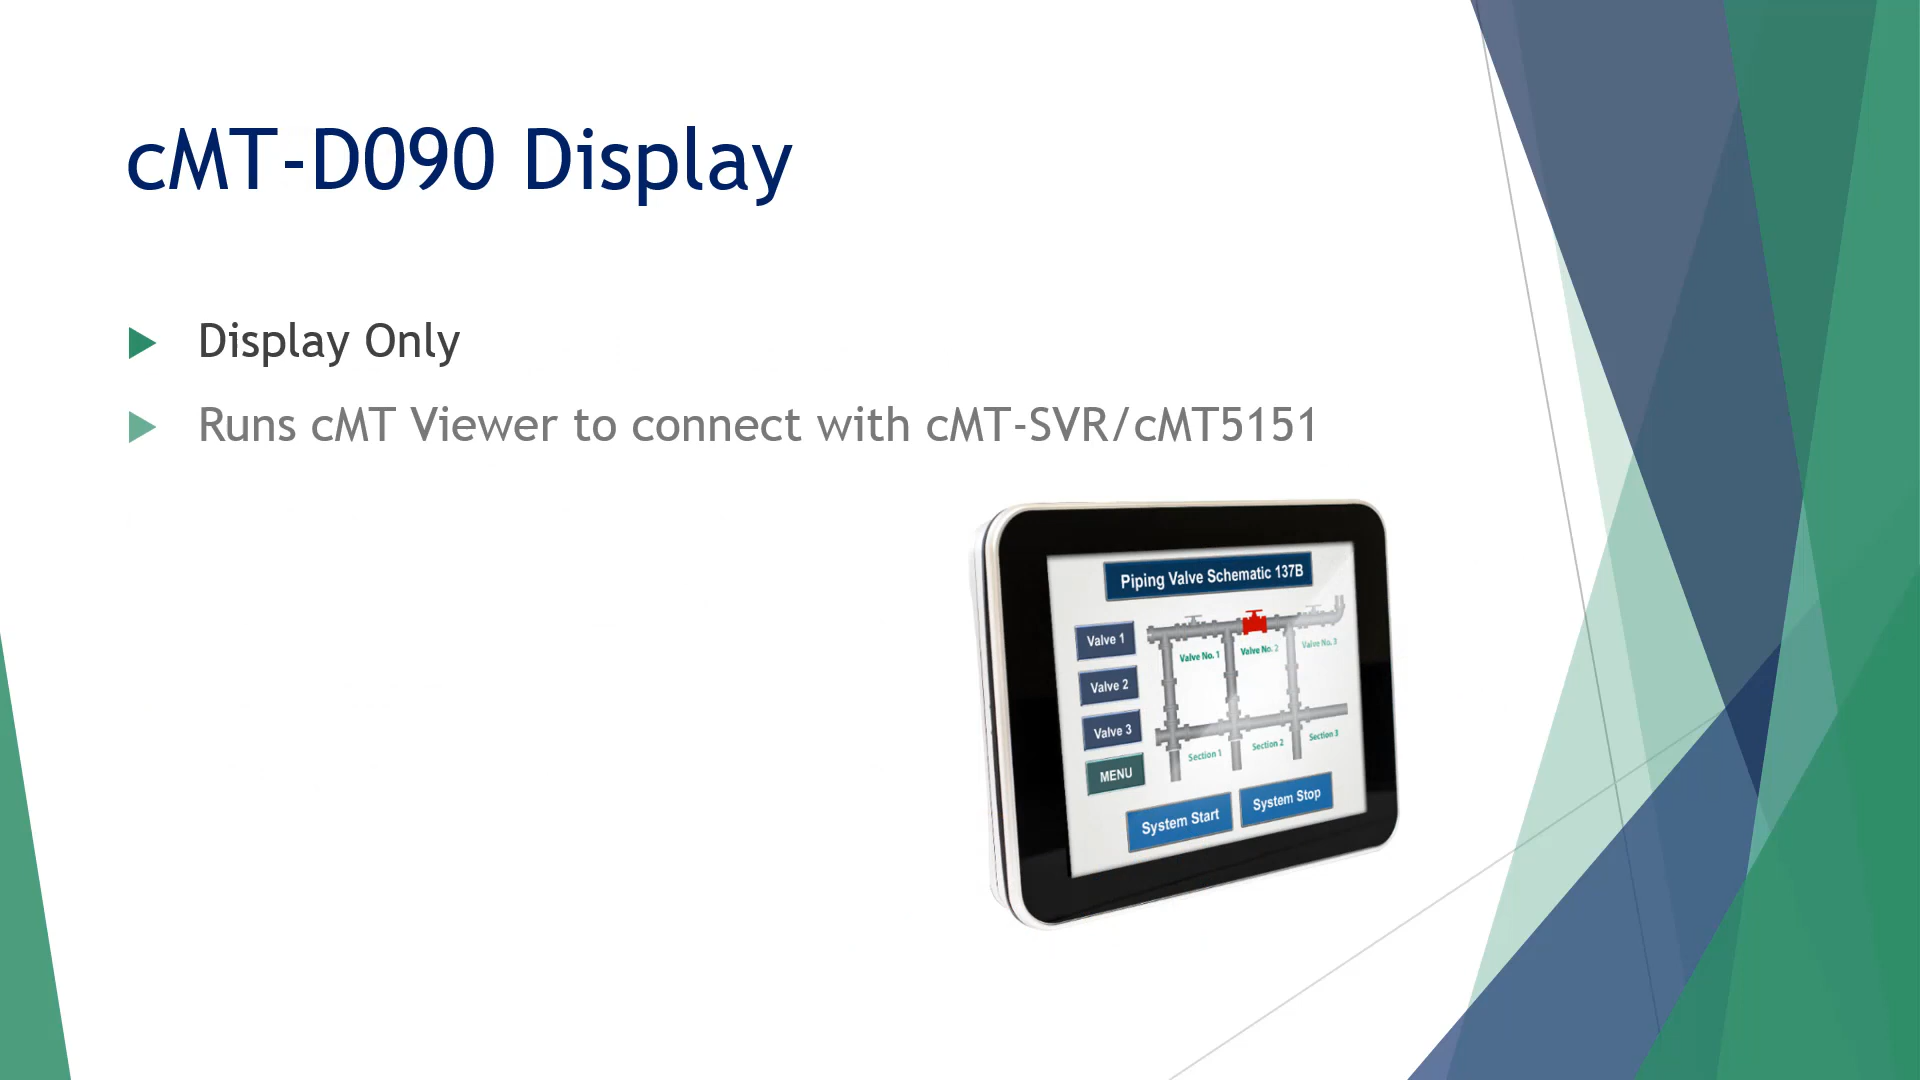 cMT-D090 Display
Display Only
Runs cMT Viewer to connect with cMT-SVR/cMT5151
Piping Valve Schematic 137B
Valve 1
Valve 2
Valve 3
MENU
Valve No. 1
Valve No. 2
Valve No. 3
Section 1
Section 2
Section 3
System Start
System Stop